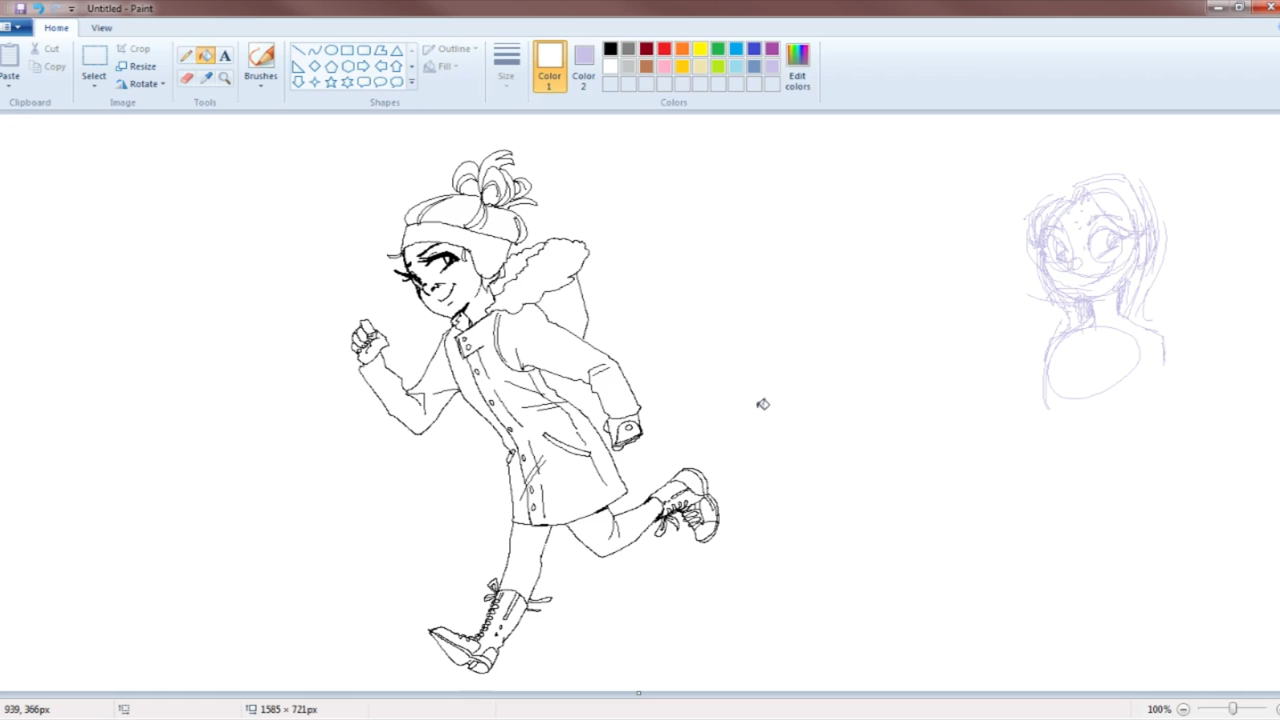 Untitled - Paint
Home View
Paste
Cut
Copy
Clipboard
Select
Crop
Resize
Rotate
Image
A
Tools
Brushes
Outline
Fill
Shapes
Size
Color
1
Color
2
Edit
colors
Colors
939, 366px
1585 × 721px
100%